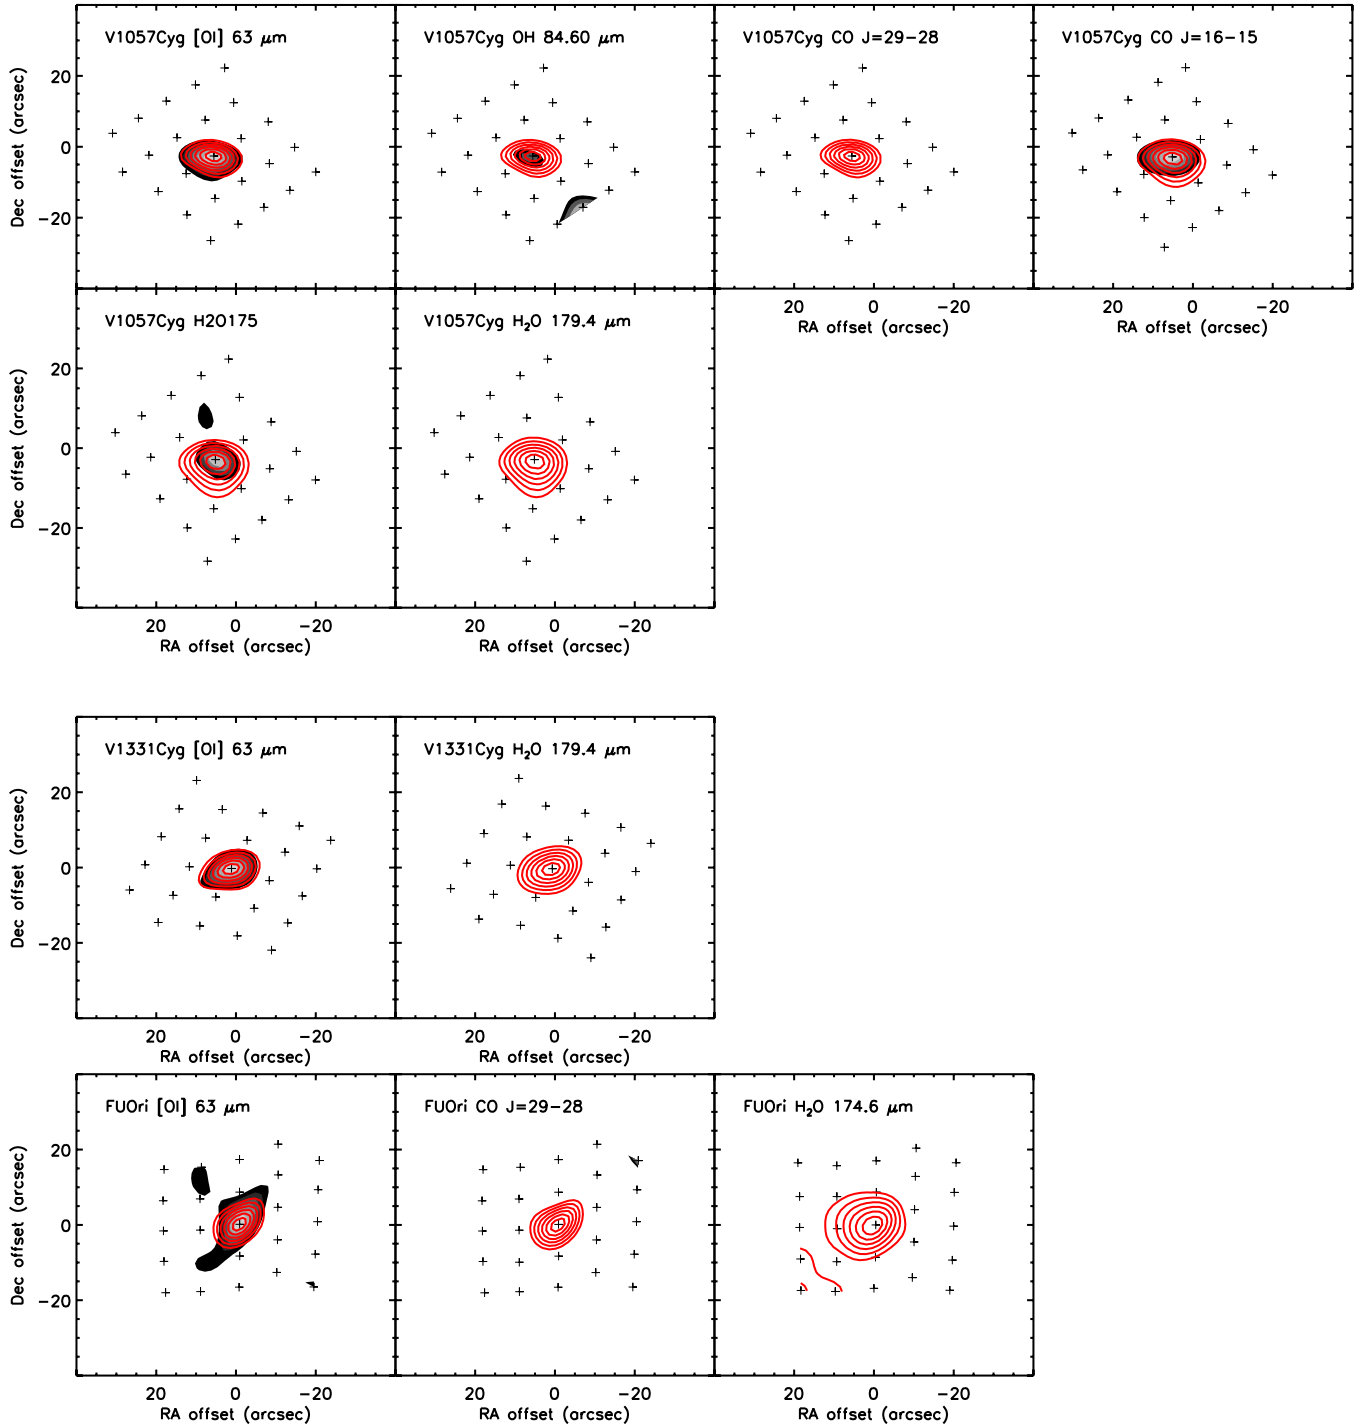 V1057Cyg [OI] 63 μm
V1057Cyg OH 84.60 μm
V1057Cyg CO J=29−28
V1057Cyg CO J=16−15
Dec offset (arcsec)
20
0
−20
20 0 −20
RA offset (arcsec)
20 0 −20
RA offset (arcsec)
V1057Cyg H2O175
V1057Cyg H₂O 179.4 μm
Dec offset (arcsec)
20
0
−20
20 0 −20
RA offset (arcsec)
20 0 −20
RA offset (arcsec)
V1331Cyg [OI] 63 μm
V1331Cyg H₂O 179.4 μm
Dec offset (arcsec)
20
0
−20
20 0 −20
RA offset (arcsec)
20 0 −20
RA offset (arcsec)
FUOri [OI] 63 μm
FUOri CO J=29−28
FUOri H₂O 174.6 μm
Dec offset (arcsec)
20
0
−20
20 0 −20
RA offset (arcsec)
20 0 −20
RA offset (arcsec)
20 0 −20
RA offset (arcsec)